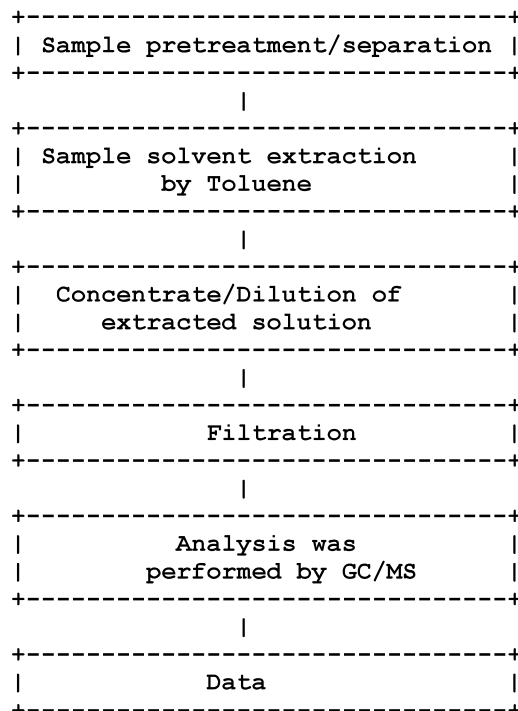 Sample pretreatment/separation
Sample solvent extraction
by Toluene
Concentrate/Dilution of
extracted solution
Filtration
Analysis was
performed by GC/MS
Data